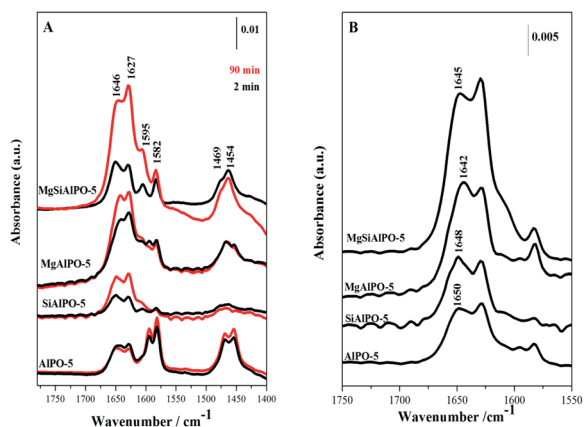 A
0.01
90 min
2 min
1646
1627
1595
1582
1469
1454
MgSiAlPO-5
MgAlPO-5
SiAlPO-5
AlPO-5
Absorbance (a.u.)
1750 1700 1650 1600 1550 1500 1450 1400
Wavenumber / cm-1
B
0.005
1645
1642
1648
1650
MgSiAlPO-5
MgAlPO-5
SiAlPO-5
AlPO-5
Absorbance (a.u.)
1750 1700 1650 1600 1550
Wavenumber /cm-1